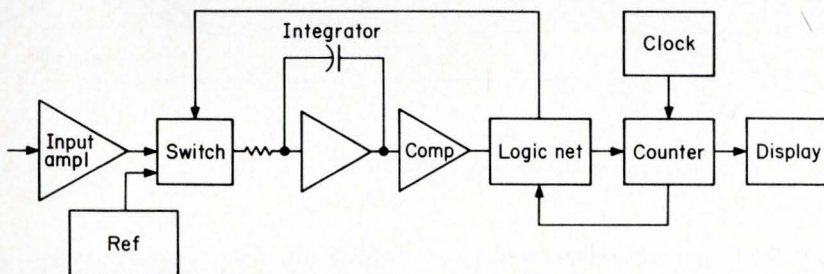 Integrator
Clock
Input
ampl
Switch
Comp
Logic net
Counter
Display
Ref